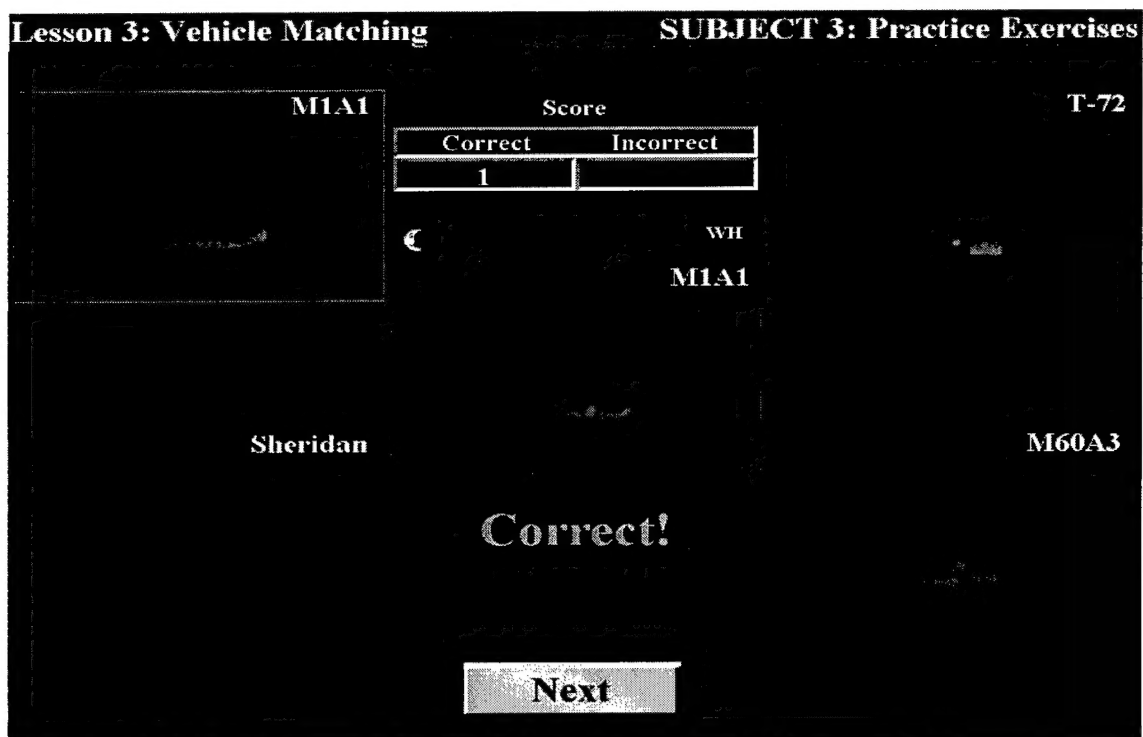 Lesson 3: Vehicle Matching
SUBJECT 3: Practice Exercises
M1A1
Score
T-72
Correct Incorrect
1
WH
M1A1
Sheridan
M60A3
Correct!
Next